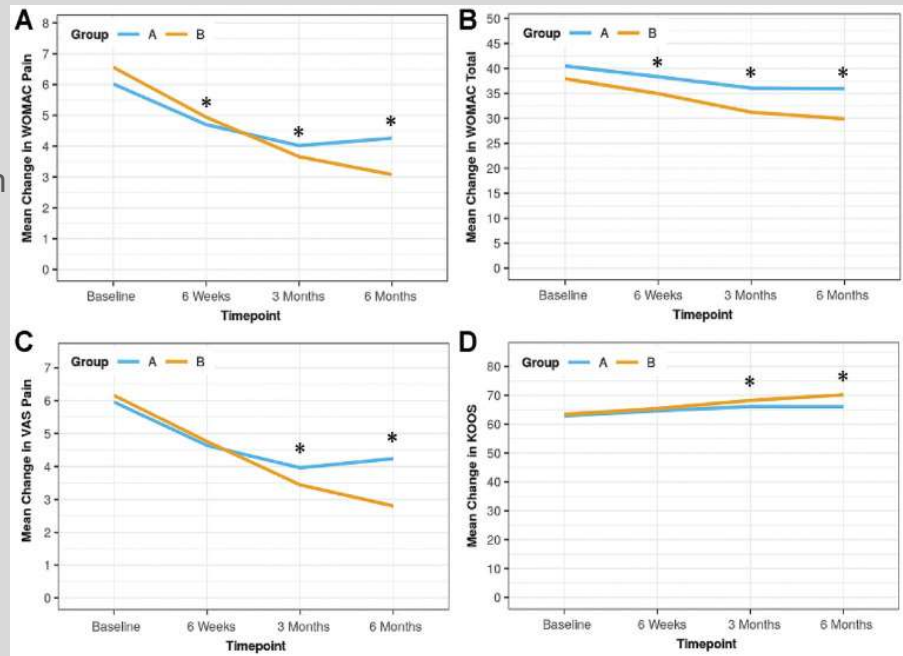 A
Group A B
Mean Change in WOMAC Pain
8
7
6
5
4
3
2
1
0
* * *
Baseline 6 Weeks 3 Months 6 Months
Timepoint
B
Group A B
Mean Change in WOMAC Total
50
45
40
35
30
25
20
15
10
5
0
* * *
Baseline 6 Weeks 3 Months 6 Months
Timepoint
n
C
Group A B
Mean Change in VAS Pain
7
6
5
4
3
2
1
0
* *
Baseline 6 Weeks 3 Months 6 Months
Timepoint
D
Group A B
Mean Change in KOOS
80
70
60
50
40
30
20
10
0
* *
Baseline 6 Weeks 3 Months 6 Months
Timepoint